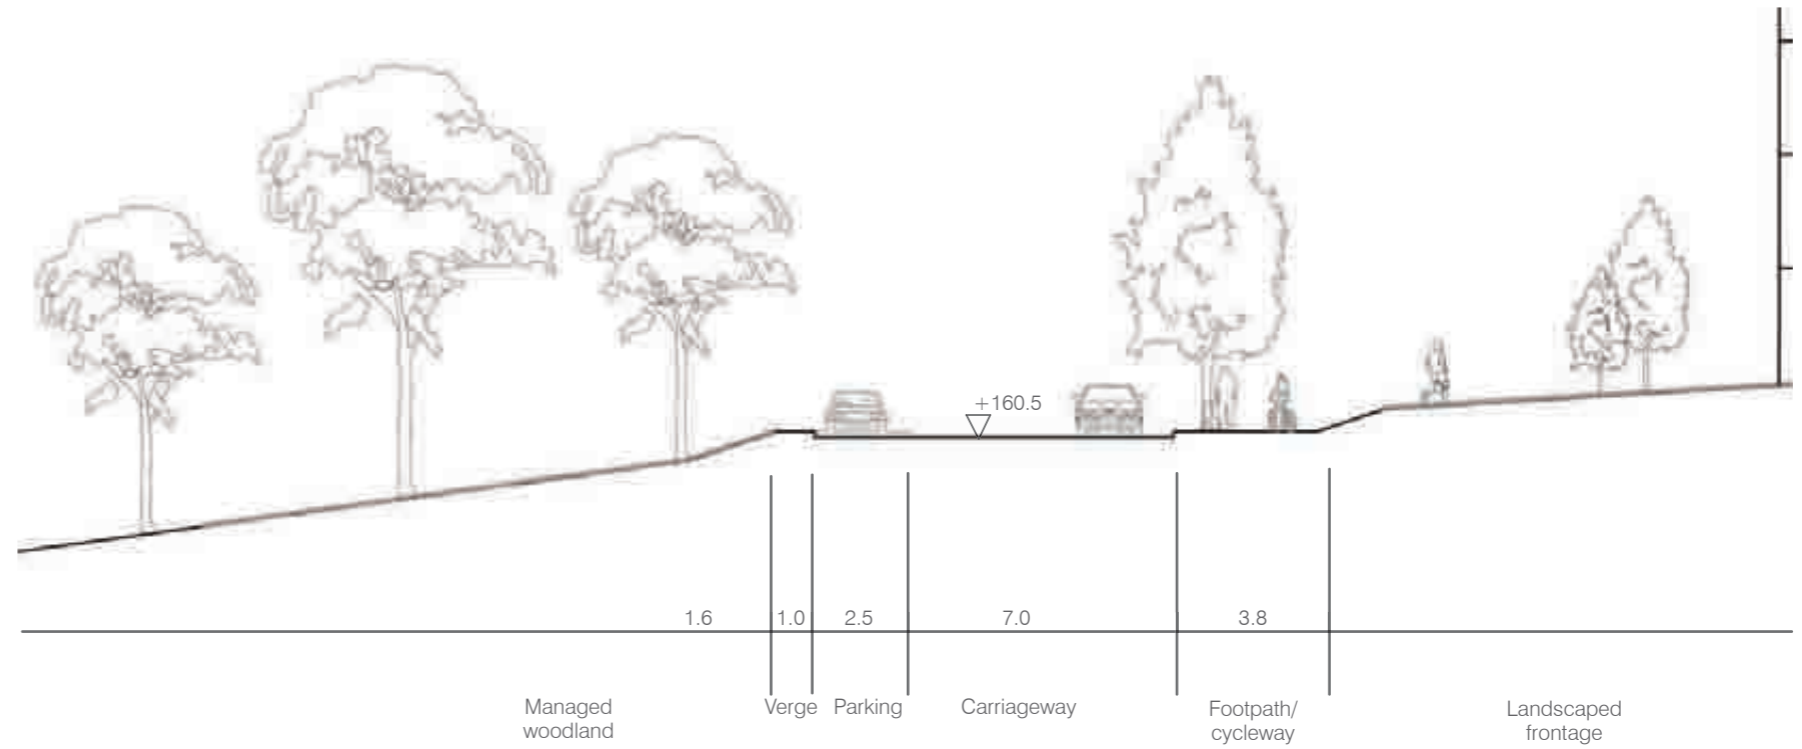 +160.5
1.6
1.0
2.5
7.0
3.8
Managed
woodland
Verge
Parking
Carriageway
Footpath/
cycleway
Landscaped
frontage